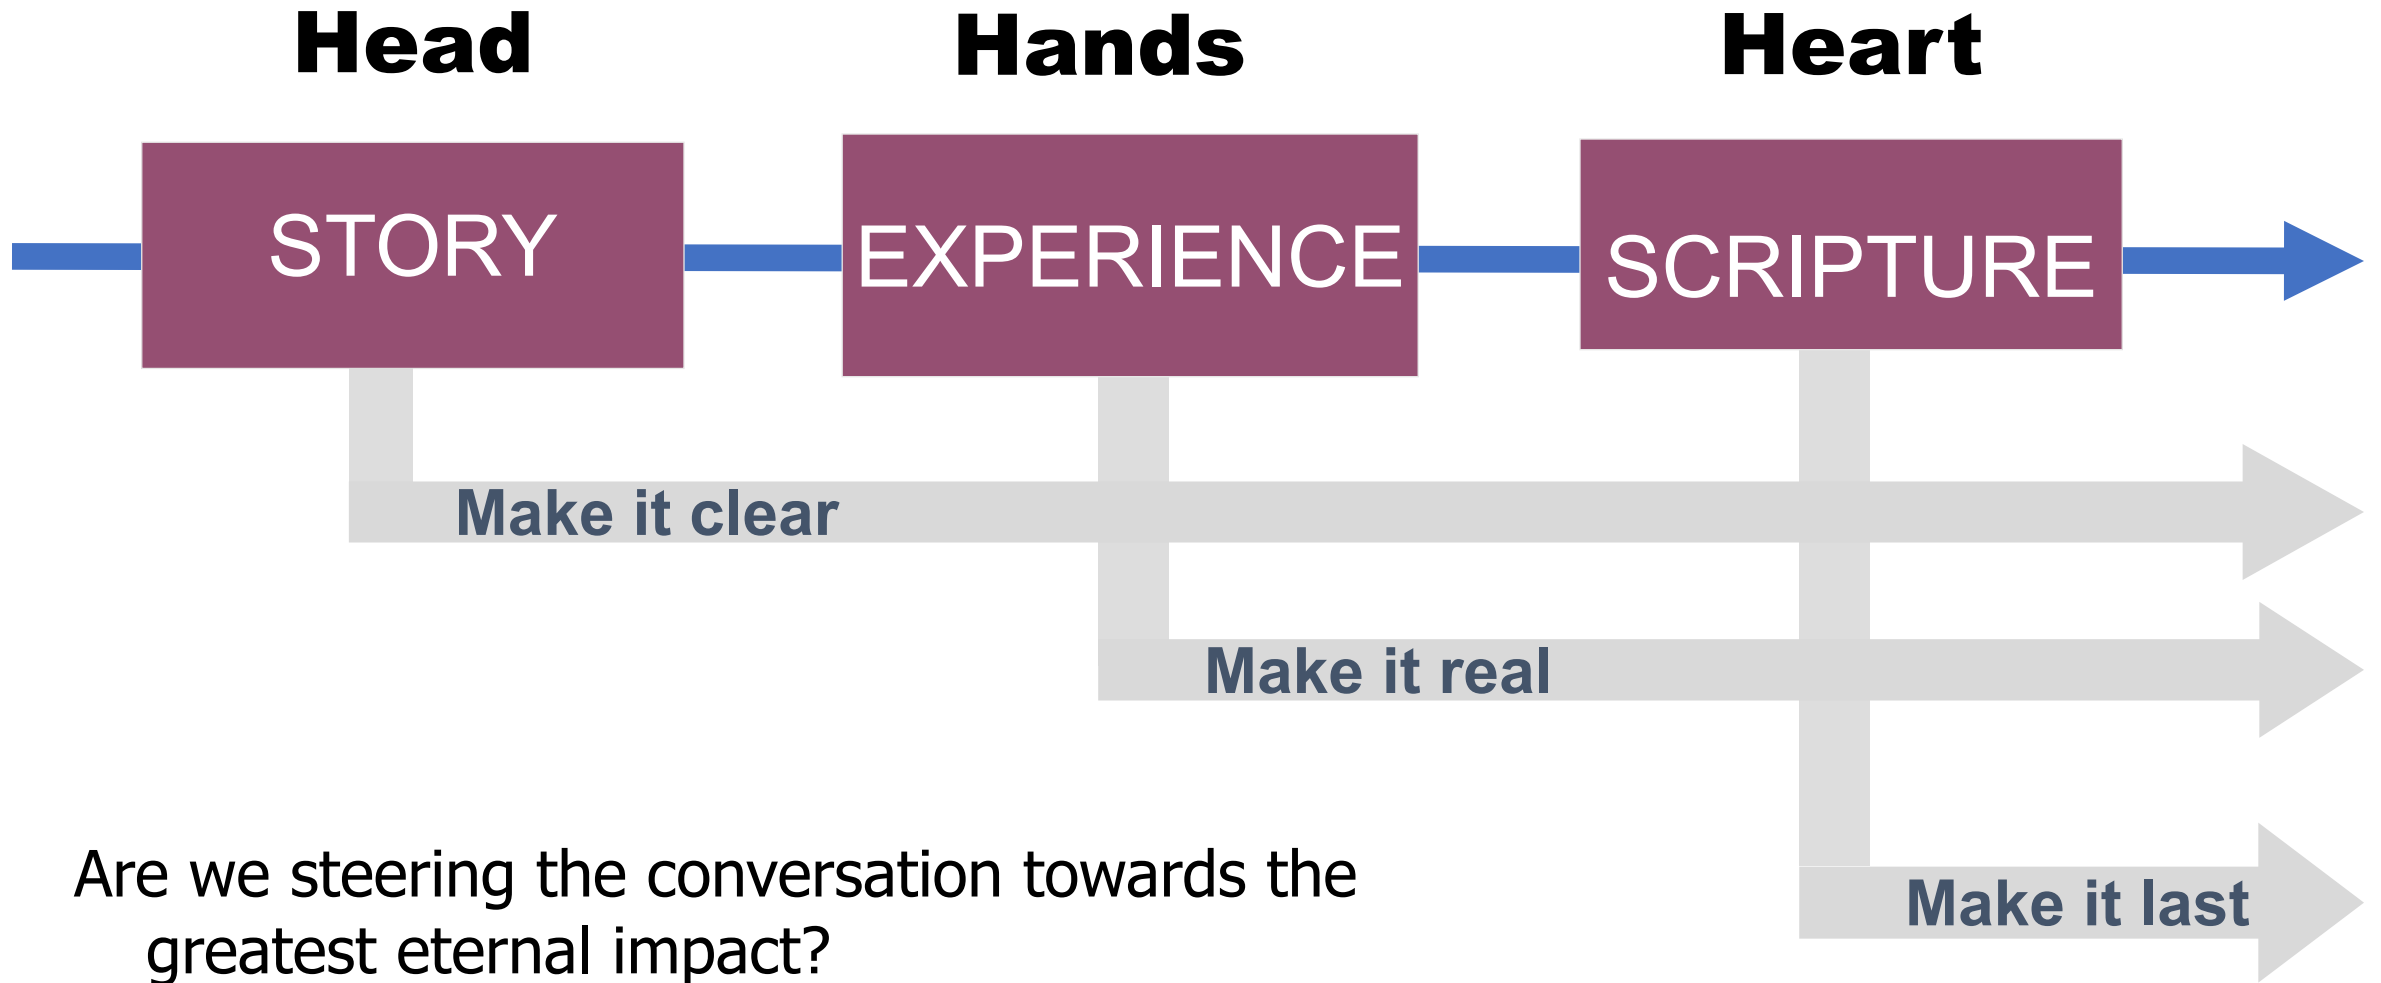 Head
Hands
Heart
STORY
EXPERIENCE
SCRIPTURE
Make it clear
Make it real
Make it last
Are we steering the conversation towards the
greatest eternal impact?